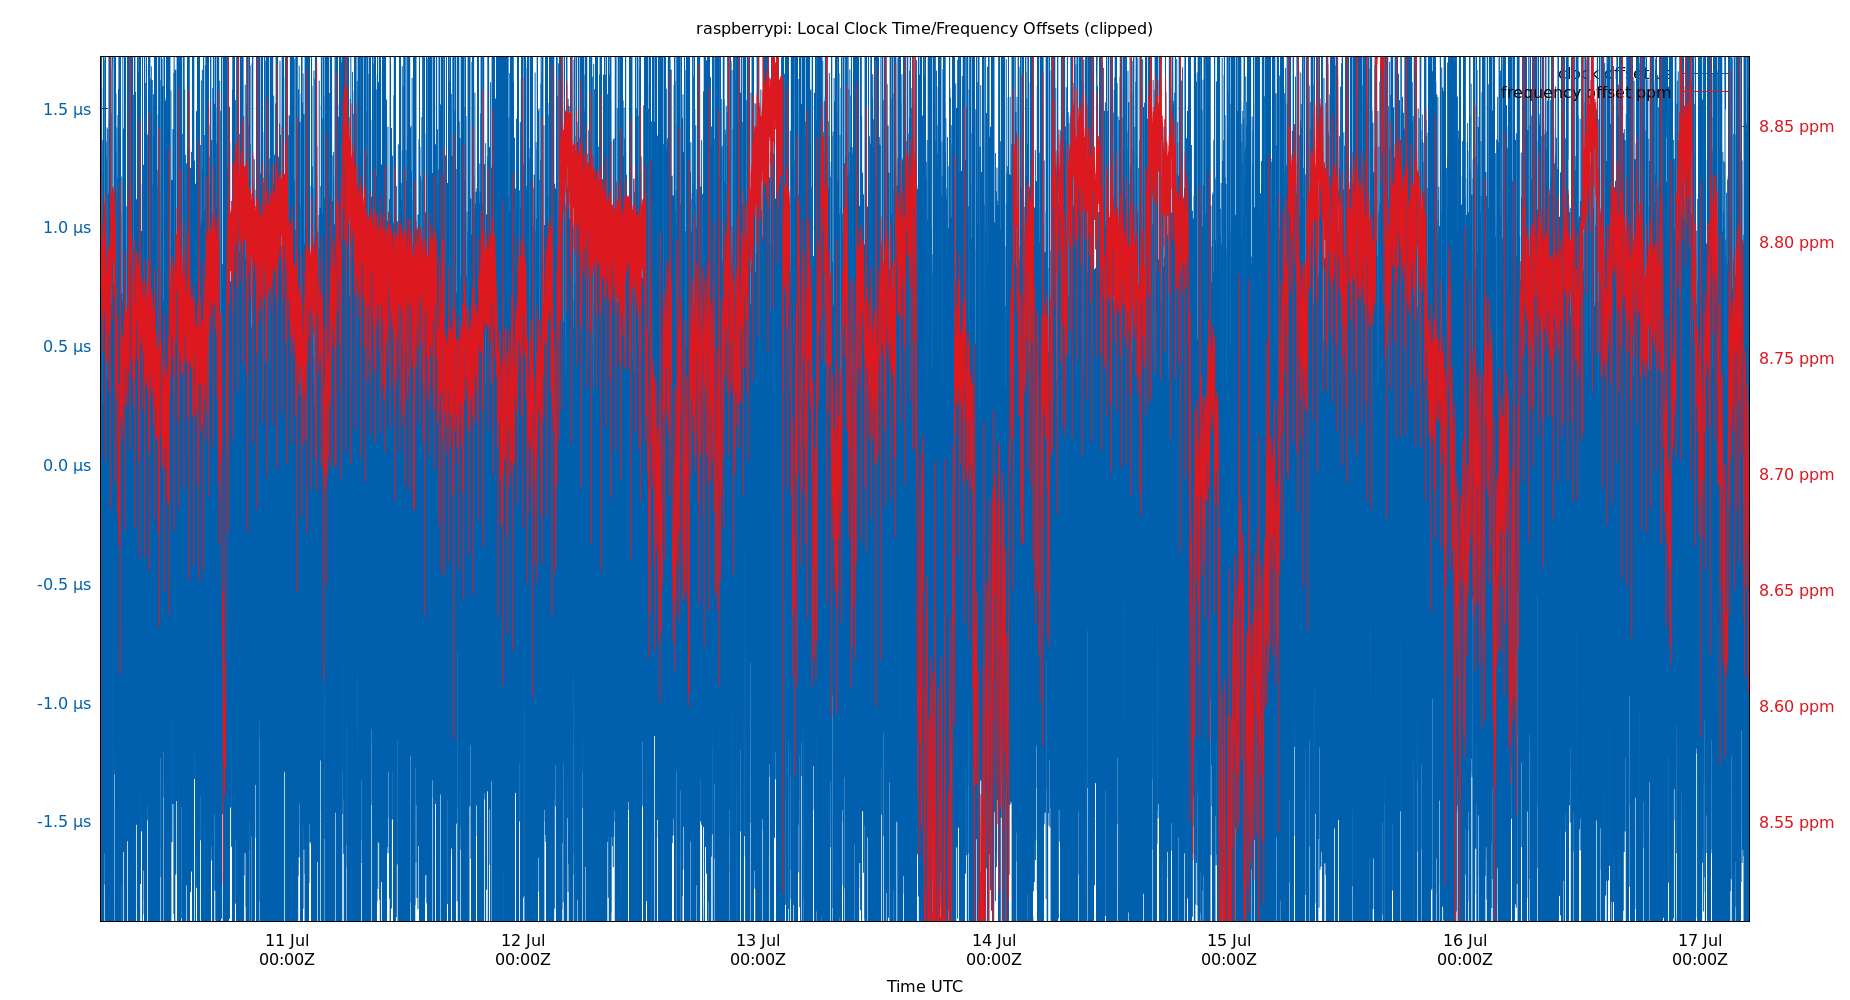 raspberrypi: Local Clock Time/Frequency Offsets (clipped)
clock offset
frequency offset ppm
1.5 μs
1.0 μs
0.5 μs
0.0 μs
-0.5 μs
-1.0 μs
-1.5 μs
8.85 ppm
8.80 ppm
8.75 ppm
8.70 ppm
8.65 ppm
8.60 ppm
8.55 ppm
11 Jul 12 Jul 13 Jul 14 Jul 15 Jul 16 Jul 17 Jul
00:00Z 00:00Z 00:00Z 00:00Z 00:00Z 00:00Z 00:00Z
Time UTC